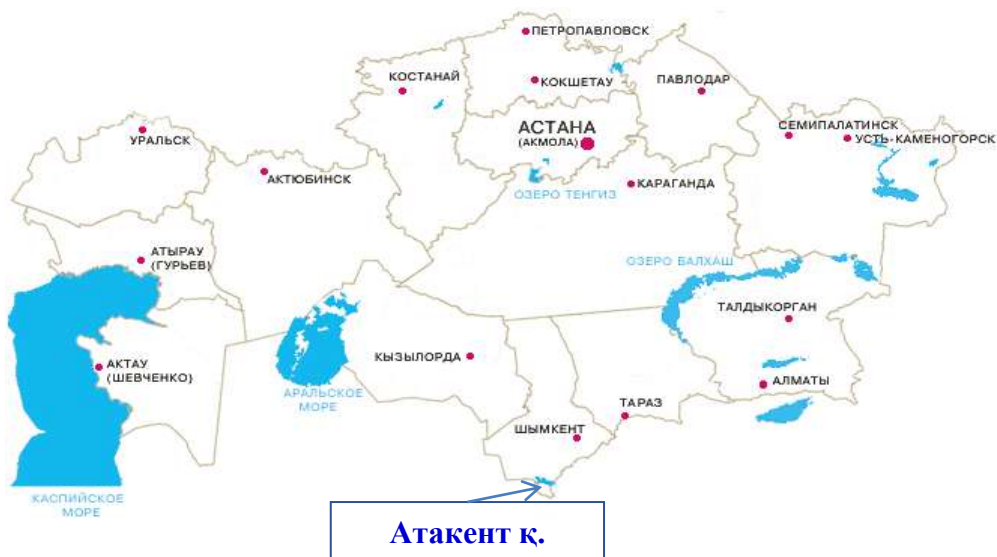 ПЕТРОПАВЛОВСК
КОСТАНАЙ
КОКШЕТАУ
ПАВЛОДАР
УРАЛЬСК
АСТАНА
(АКМОЛА)
СЕМИПАЛАТИНСК
УСТЬ-КАМЕНОГОРСК
АКТЮБИНСК
ОЗЕРО ТЕНГИЗ
КАРАГАНДА
АТЫРАУ
(ГУРЬЕВ)
ОЗЕРО БАЛХАШ
ТАЛДЫКОРГАН
АКТАУ
(ШЕВЧЕНКО)
КЫЗЫЛОРДА
АЛМАТЫ
АРАЛЬСКОЕ
МОРЕ
ТАРАЗ
ШЫМКЕНТ
КАСПИЙСКОЕ
МОРЕ
Атакент қ.